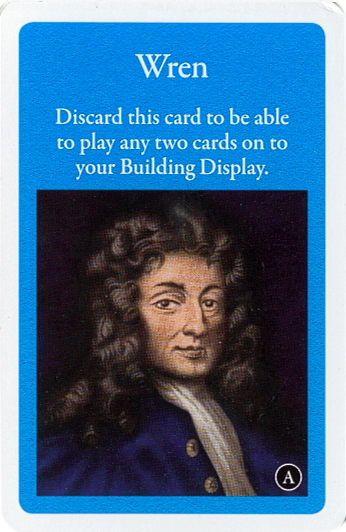 Wren
Discard this card to be able
to play any two cards on to
your Building Display.
A